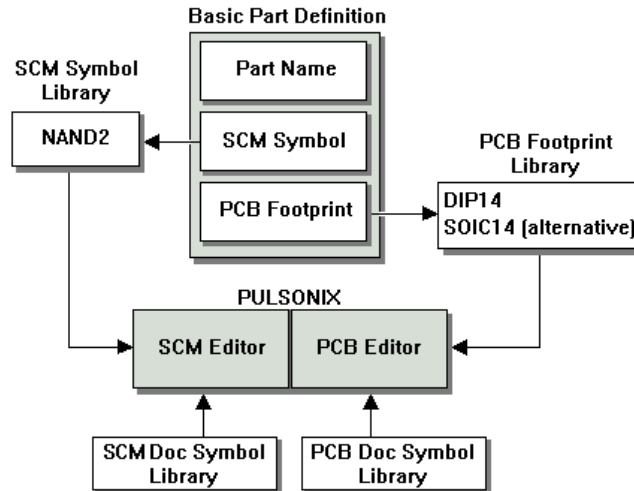 Basic Part Definition
Part Name
SCM Symbol
Library
NAND2
SCM Symbol
PCB Footprint
PCB Footprint
Library
DIP14
SOIC14 (alternative)
PULSONIX
SCM Editor
PCB Editor
SCM Doc Symbol
Library
PCB Doc Symbol
Library